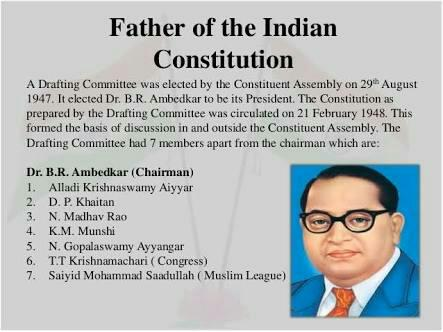 Father of the Indian
Constitution
A Drafting Committee was elected by the Constituent Assembly on 29th August
1947. It elected Dr. B.R. Ambedkar to be its President. The Constitution as
prepared by the Drafting Committee was circulated on 21 February 1948. This
formed the basis of discussion in and outside the Constituent Assembly. The
Drafting Committee had 7 members apart from the chairman which are:
Dr. B.R. Ambedkar (Chairman)
1. Alladi Krishnaswamy Aiyyar
2. D. P. Khaitan
3. N. Madhav Rao
4. K.M. Munshi
5. N. Gopalaswamy Ayyangar
6. T.T Krishnamachari ( Congress)
7. Saiyid Mohammad Saadullah ( Muslim League)